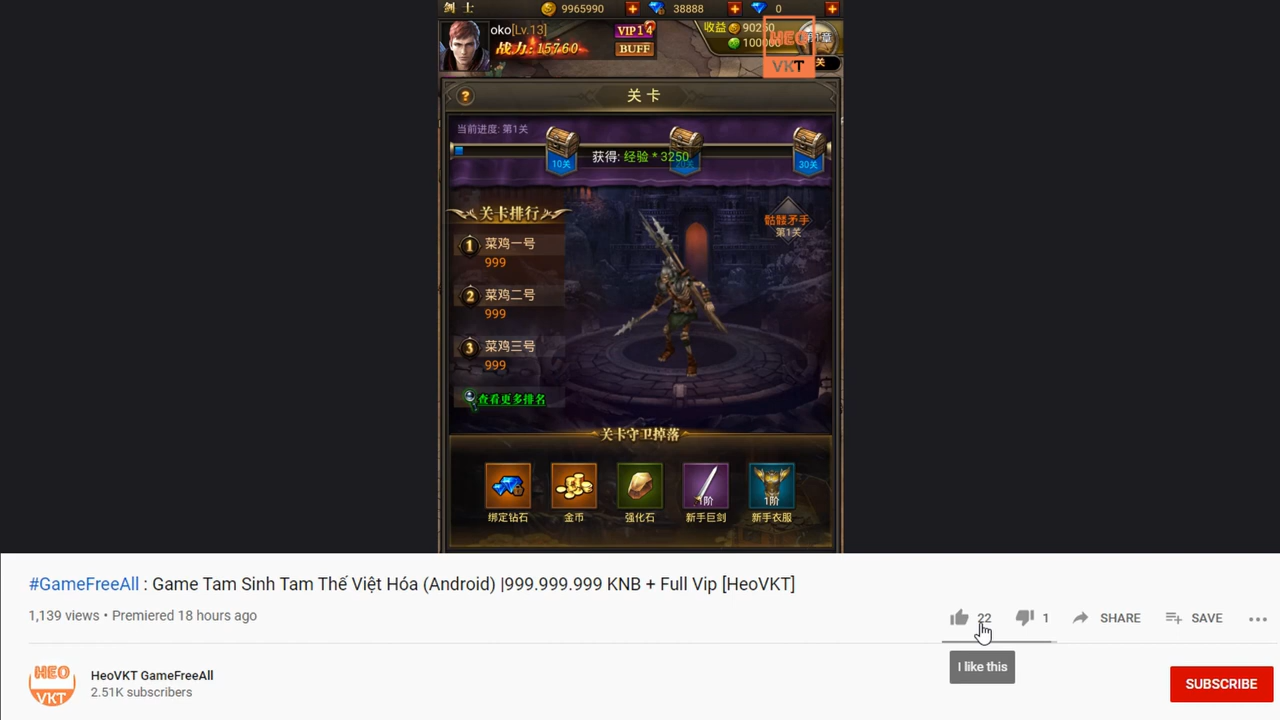 剑 士
9965990
38888
0
oko[Lv.13]
战力:15760
VIP14
BUFF
收益
HEO
VKT
?
关卡
当前进度: 第1关
10关
获得: 经验 * 3250
30关
关卡排行
骷髅矛手
第1关
1 菜鸡一号
999
2 菜鸡二号
999
3 菜鸡三号
999
查看更多排名
关卡守卫掉落
1阶
1阶
绑定钻石
金币
强化石
新手巨剑
新手衣服
#GameFreeAll : Game Tam Sinh Tam Thế Việt Hóa (Android) |999.999.999 KNB + Full Vip [HeoVKT]
1,139 views • Premiered 18 hours ago
22
1
SHARE
SAVE
I like this
HEO
VKT
HeoVKT GameFreeAll
2.51K subscribers
SUBSCRIBE